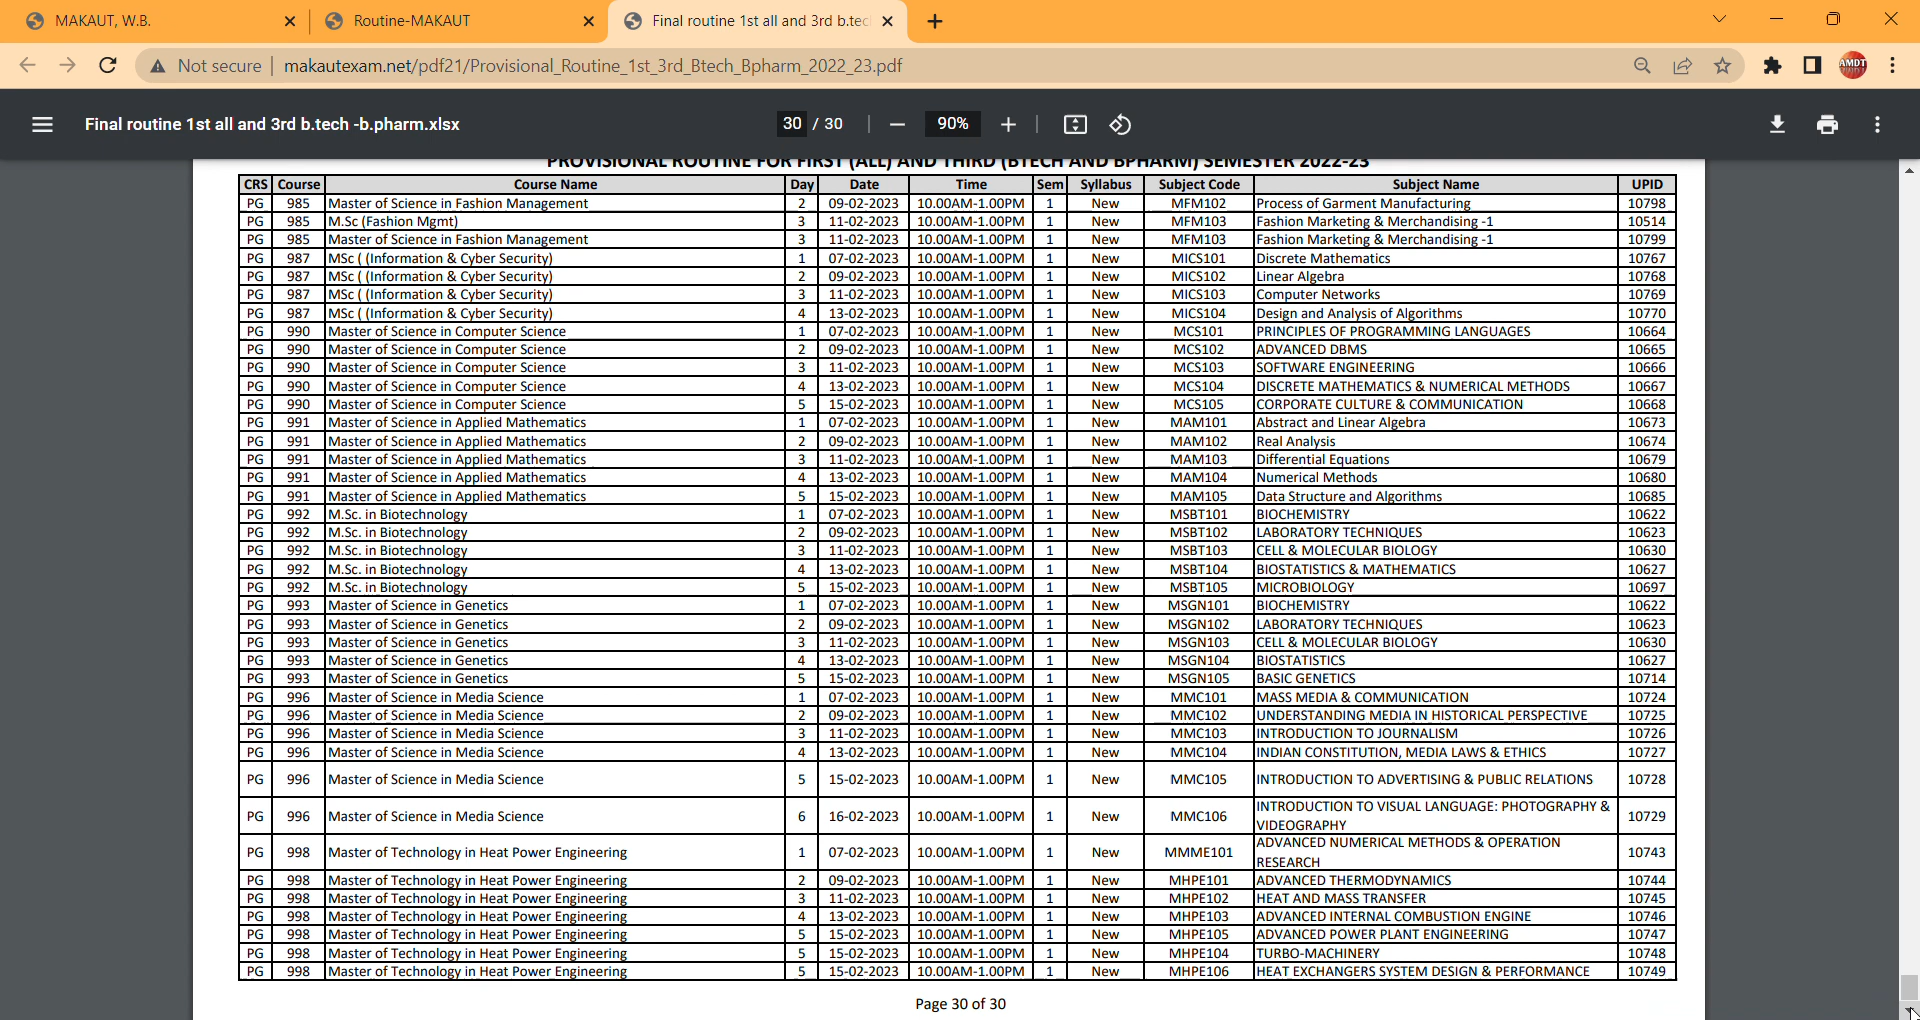 MAKAUT, W.B.
Routine-MAKAUT
Final routine 1st all and 3rd b.tec
Not secure
makautexam.net/pdf21/Provisional_Routine_1st_3rd_Btech_Bpharm_2022_23.pdf
AMDT
Final routine 1st all and 3rd b.tech -b.pharm.xlsx
30 / 30
90%
PROVISIONAL ROUTINE FOR FIRST (ALL) AND THIRD (BTECH AND BPHARM) SEMESTER 2022-23
CRS Course Course Name Day Date Time Sem Syllabus Subject Code Subject Name UPID
PG 985 Master of Science in Fashion Management 2 09-02-2023 10.00AM-1.00PM 1 New MFM102 Process of Garment Manufacturing 10798
PG 985 M.Sc (Fashion Mgmt) 3 11-02-2023 10.00AM-1.00PM 1 New MFM103 Fashion Marketing & Merchandising -1 10514
PG 985 Master of Science in Fashion Management 3 11-02-2023 10.00AM-1.00PM 1 New MFM103 Fashion Marketing & Merchandising -1 10799
PG 987 MSc ( (Information & Cyber Security) 1 07-02-2023 10.00AM-1.00PM 1 New MICS101 Discrete Mathematics 10767
PG 987 MSc ( (Information & Cyber Security) 2 09-02-2023 10.00AM-1.00PM 1 New MICS102 Linear Algebra 10768
PG 987 MSc ( (Information & Cyber Security) 3 11-02-2023 10.00AM-1.00PM 1 New MICS103 Computer Networks 10769
PG 987 MSc ( (Information & Cyber Security) 4 13-02-2023 10.00AM-1.00PM 1 New MICS104 Design and Analysis of Algorithms 10770
PG 990 Master of Science in Computer Science 1 07-02-2023 10.00AM-1.00PM 1 New MCS101 PRINCIPLES OF PROGRAMMING LANGUAGES 10664
PG 990 Master of Science in Computer Science 2 09-02-2023 10.00AM-1.00PM 1 New MCS102 ADVANCED DBMS 10665
PG 990 Master of Science in Computer Science 3 11-02-2023 10.00AM-1.00PM 1 New MCS103 SOFTWARE ENGINEERING 10666
PG 990 Master of Science in Computer Science 4 13-02-2023 10.00AM-1.00PM 1 New MCS104 DISCRETE MATHEMATICS & NUMERICAL METHODS 10667
PG 990 Master of Science in Computer Science 5 15-02-2023 10.00AM-1.00PM 1 New MCS105 CORPORATE CULTURE & COMMUNICATION 10668
PG 991 Master of Science in Applied Mathematics 1 07-02-2023 10.00AM-1.00PM 1 New MAM101 Abstract and Linear Algebra 10673
PG 991 Master of Science in Applied Mathematics 2 09-02-2023 10.00AM-1.00PM 1 New MAM102 Real Analysis 10674
PG 991 Master of Science in Applied Mathematics 3 11-02-2023 10.00AM-1.00PM 1 New MAM103 Differential Equations 10679
PG 991 Master of Science in Applied Mathematics 4 13-02-2023 10.00AM-1.00PM 1 New MAM104 Numerical Methods 10680
PG 991 Master of Science in Applied Mathematics 5 15-02-2023 10.00AM-1.00PM 1 New MAM105 Data Structure and Algorithms 10685
PG 992 M.Sc. in Biotechnology 1 07-02-2023 10.00AM-1.00PM 1 New MSBT101 BIOCHEMISTRY 10622
PG 992 M.Sc. in Biotechnology 2 09-02-2023 10.00AM-1.00PM 1 New MSBT102 LABORATORY TECHNIQUES 10623
PG 992 M.Sc. in Biotechnology 3 11-02-2023 10.00AM-1.00PM 1 New MSBT103 CELL & MOLECULAR BIOLOGY 10630
PG 992 M.Sc. in Biotechnology 4 13-02-2023 10.00AM-1.00PM 1 New MSBT104 BIOSTATISTICS & MATHEMATICS 10627
PG 992 M.Sc. in Biotechnology 5 15-02-2023 10.00AM-1.00PM 1 New MSBT105 MICROBIOLOGY 10697
PG 993 Master of Science in Genetics 1 07-02-2023 10.00AM-1.00PM 1 New MSGN101 BIOCHEMISTRY 10622
PG 993 Master of Science in Genetics 2 09-02-2023 10.00AM-1.00PM 1 New MSGN102 LABORATORY TECHNIQUES 10623
PG 993 Master of Science in Genetics 3 11-02-2023 10.00AM-1.00PM 1 New MSGN103 CELL & MOLECULAR BIOLOGY 10630
PG 993 Master of Science in Genetics 4 13-02-2023 10.00AM-1.00PM 1 New MSGN104 BIOSTATISTICS 10627
PG 993 Master of Science in Genetics 5 15-02-2023 10.00AM-1.00PM 1 New MSGN105 BASIC GENETICS 10714
PG 996 Master of Science in Media Science 1 07-02-2023 10.00AM-1.00PM 1 New MMC101 MASS MEDIA & COMMUNICATION 10724
PG 996 Master of Science in Media Science 2 09-02-2023 10.00AM-1.00PM 1 New MMC102 UNDERSTANDING MEDIA IN HISTORICAL PERSPECTIVE 10725
PG 996 Master of Science in Media Science 3 11-02-2023 10.00AM-1.00PM 1 New MMC103 INTRODUCTION TO JOURNALISM 10726
PG 996 Master of Science in Media Science 4 13-02-2023 10.00AM-1.00PM 1 New MMC104 INDIAN CONSTITUTION, MEDIA LAWS & ETHICS 10727
PG 996 Master of Science in Media Science 5 15-02-2023 10.00AM-1.00PM 1 New MMC105 INTRODUCTION TO ADVERTISING & PUBLIC RELATIONS 10728
PG 996 Master of Science in Media Science 6 16-02-2023 10.00AM-1.00PM 1 New MMC106 INTRODUCTION TO VISUAL LANGUAGE: PHOTOGRAPHY &
VIDEOGRAPHY 10729
PG 998 Master of Technology in Heat Power Engineering 1 07-02-2023 10.00AM-1.00PM 1 New MMME101 ADVANCED NUMERICAL METHODS & OPERATION
RESEARCH 10743
PG 998 Master of Technology in Heat Power Engineering 2 09-02-2023 10.00AM-1.00PM 1 New MHPE101 ADVANCED THERMODYNAMICS 10744
PG 998 Master of Technology in Heat Power Engineering 3 11-02-2023 10.00AM-1.00PM 1 New MHPE102 HEAT AND MASS TRANSFER 10745
PG 998 Master of Technology in Heat Power Engineering 4 13-02-2023 10.00AM-1.00PM 1 New MHPE103 ADVANCED INTERNAL COMBUSTION ENGINE 10746
PG 998 Master of Technology in Heat Power Engineering 5 15-02-2023 10.00AM-1.00PM 1 New MHPE105 ADVANCED POWER PLANT ENGINEERING 10747
PG 998 Master of Technology in Heat Power Engineering 5 15-02-2023 10.00AM-1.00PM 1 New MHPE104 TURBO-MACHINERY 10748
PG 998 Master of Technology in Heat Power Engineering 5 15-02-2023 10.00AM-1.00PM 1 New MHPE106 HEAT EXCHANGERS SYSTEM DESIGN & PERFORMANCE 10749
Page 30 of 30